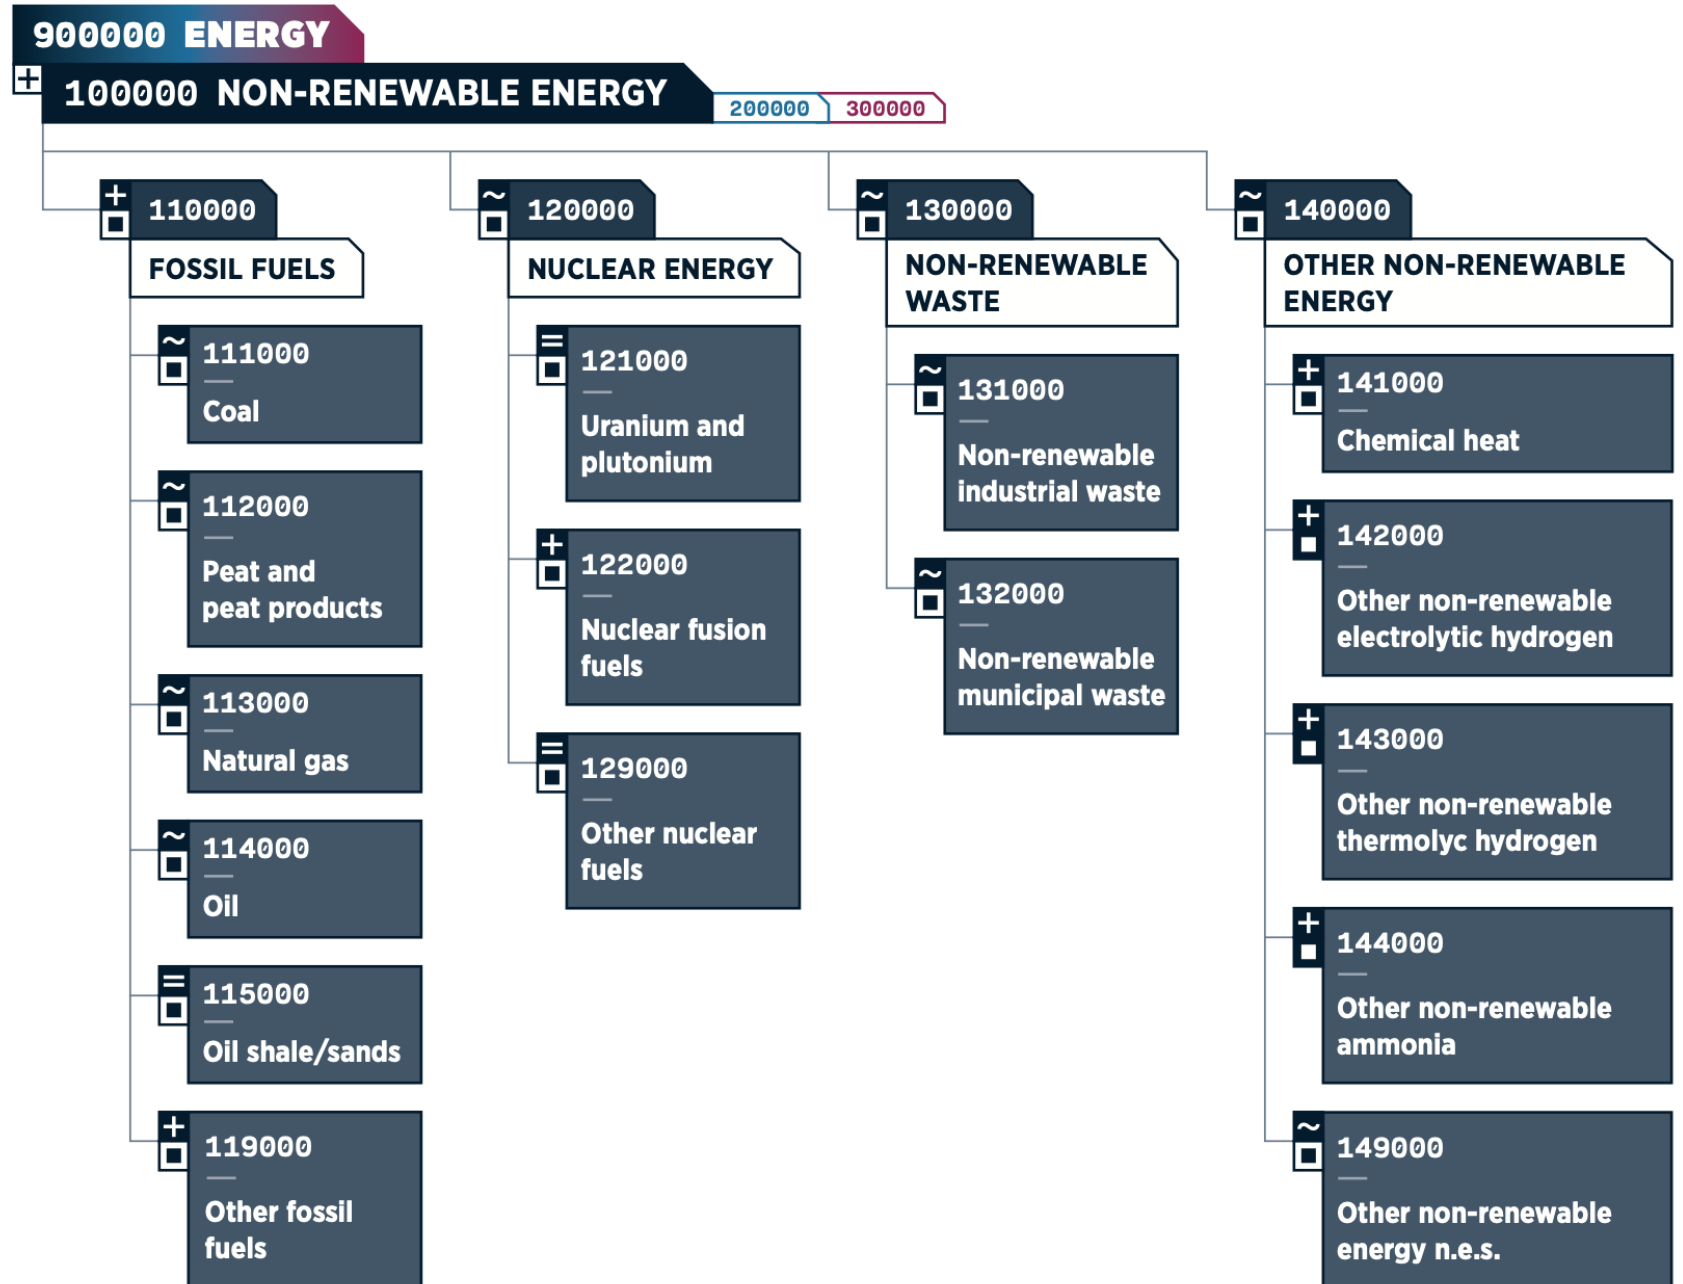 900000 ENERGY
+
100000 NON-RENEWABLE ENERGY
200000
300000
+
110000
FOSSIL FUELS
~
111000
Coal
~
112000
Peat and
peat products
~
113000
Natural gas
~
114000
Oil
=
115000
Oil shale/sands
+
119000
Other fossil
fuels
~
120000
NUCLEAR ENERGY
=
121000
Uranium and
plutonium
+
122000
Nuclear fusion
fuels
=
129000
Other nuclear
fuels
~
130000
NON-RENEWABLE
WASTE
~
131000
Non-renewable
industrial waste
~
132000
Non-renewable
municipal waste
~
140000
OTHER NON-RENEWABLE
ENERGY
+
141000
Chemical heat
+
142000
Other non-renewable
electrolytic hydrogen
+
143000
Other non-renewable
thermolyc hydrogen
+
144000
Other non-renewable
ammonia
~
149000
Other non-renewable
energy n.e.s.